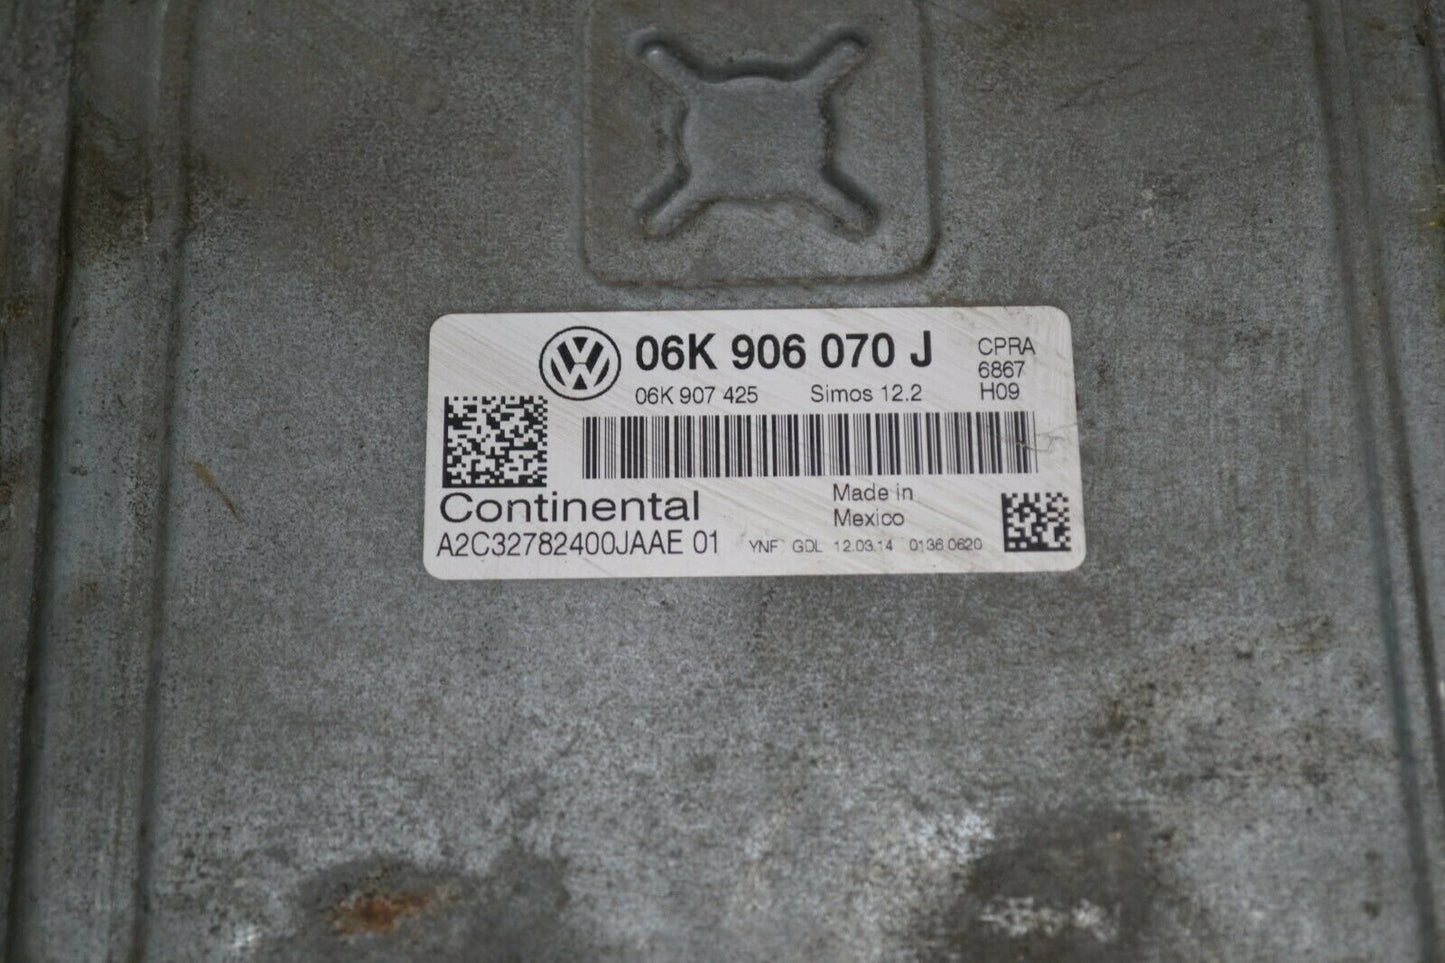 06K 906 070 J
CPRA
6867
H09
06K 907 425 Simos 12.2
Continental
Made in
Mexico
A2C32782400JAAE 01
YNF GDL 12.03.14 0136 0620